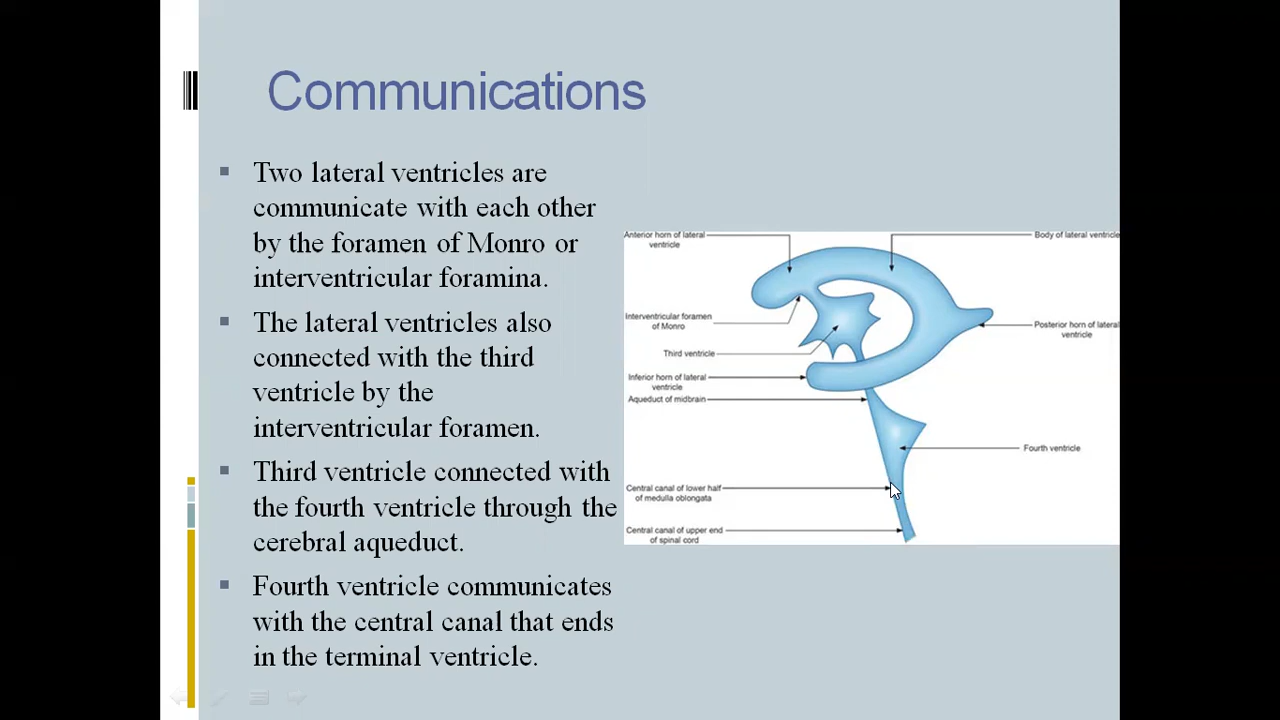 Communications
Two lateral ventricles are
communicate with each other
by the foramen of Monro or
interventricular foramina.
The lateral ventricles also
connected with the third
ventricle by the
interventricular foramen.
Third ventricle connected with
the fourth ventricle through the
cerebral aqueduct.
Fourth ventricle communicates
with the central canal that ends
in the terminal ventricle.
Anterior horn of lateral
ventricle
Body of lateral ventricle
Interventricular foramen
of Monro
Posterior horn of lateral
ventricle
Third ventricle
Inferior horn of lateral
ventricle
Aqueduct of midbrain
Fourth ventricle
Central canal of lower half
of medulla oblongata
Central canal of upper end
of spinal cord